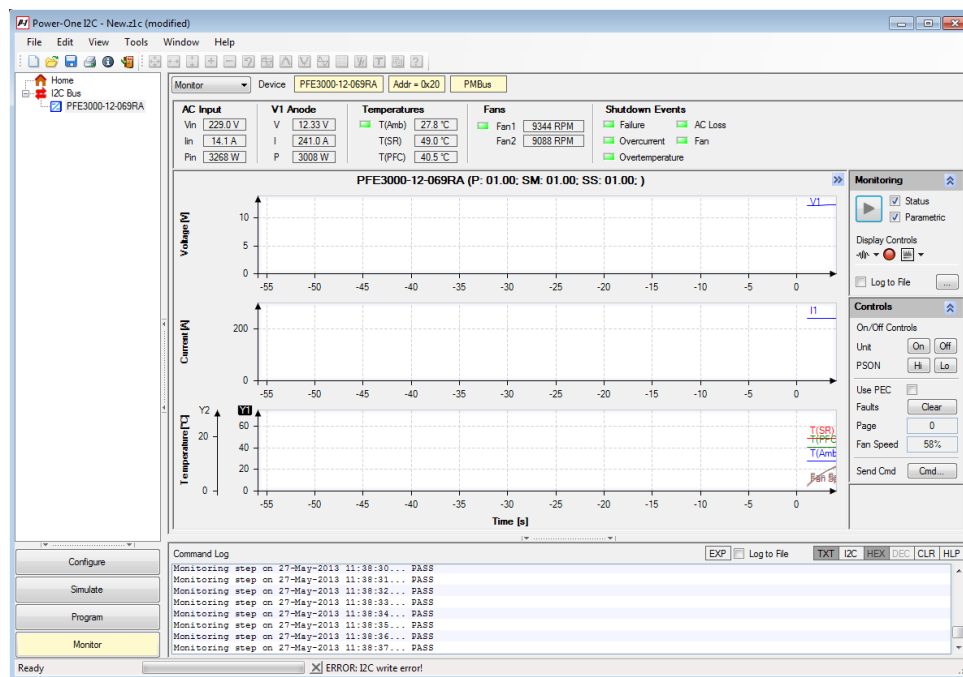 Power-One I2C - New.z1c (modified)
File Edit View Tools Window Help
Home
I2C Bus
PFE3000-12-069RA
Monitor Device PFE3000-12-069RA Addr = 0x20 PMBus
AC Input V1 Anode Temperatures Fans Shutdown Events
Vin 229.0 V V 12.33 V T(Amb) 27.8 °C Fan1 9344 RPM Failure AC Loss
Iin 14.1 A I 241.0 A T(SR) 49.0 °C Fan2 9088 RPM Overcurrent Fan
Pin 3268 W P 3008 W T(PFC) 40.5 °C Overtemperature
PFE3000-12-069RA (P: 01.00; SM: 01.00; SS: 01.00; )
Voltage [V]
10
5
0
V1
-55 -50 -45 -40 -35 -30 -25 -20 -15 -10 -5 0
Current [A]
200
0
I1
-55 -50 -45 -40 -35 -30 -25 -20 -15 -10 -5 0
Temperature [°C]
Y2 Y1
20
0
60
40
20
0
T(SR)
T(PFC
T(Amb
Fan Sp
-55 -50 -45 -40 -35 -30 -25 -20 -15 -10 -5 0
Time [s]
Monitoring
Status
Parametric
Display Controls
Log to File ...
Controls
On/Off Controls
Unit On Off
PSON Hi Lo
Use PEC
Faults Clear
Page 0
Fan Speed 58%
Send Cmd Cmd...
Configure
Simulate
Program
Monitor
Command Log EXP Log to File TXT I2C HEX DEC CLR HLP
Monitoring step on 27-May-2013 11:38:30... PASS
Monitoring step on 27-May-2013 11:38:31... PASS
Monitoring step on 27-May-2013 11:38:32... PASS
Monitoring step on 27-May-2013 11:38:33... PASS
Monitoring step on 27-May-2013 11:38:34... PASS
Monitoring step on 27-May-2013 11:38:35... PASS
Monitoring step on 27-May-2013 11:38:36... PASS
Monitoring step on 27-May-2013 11:38:37... PASS
Ready ERROR: I2C write error!